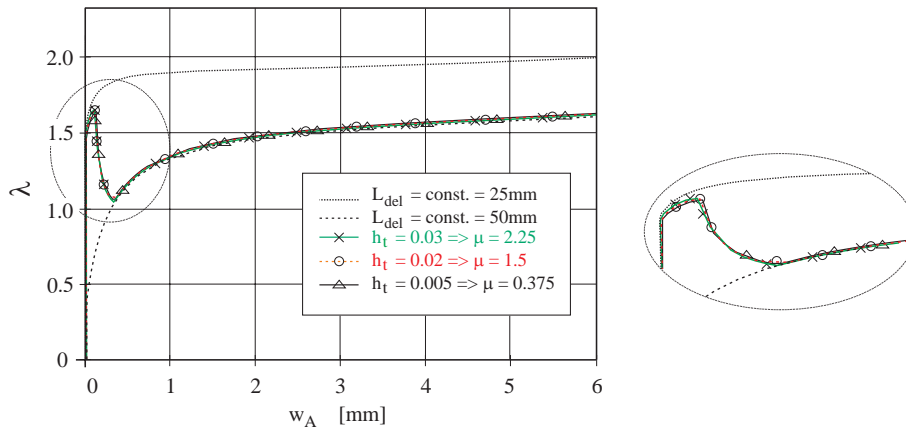 2.0
1.5
1.0
0.5
0
λ
0 1 2 3 4 5 6
w_A [mm]
L_del = const. = 25mm
L_del = const. = 50mm
h_t = 0.03 => μ = 2.25
h_t = 0.02 => μ = 1.5
h_t = 0.005 => μ = 0.375